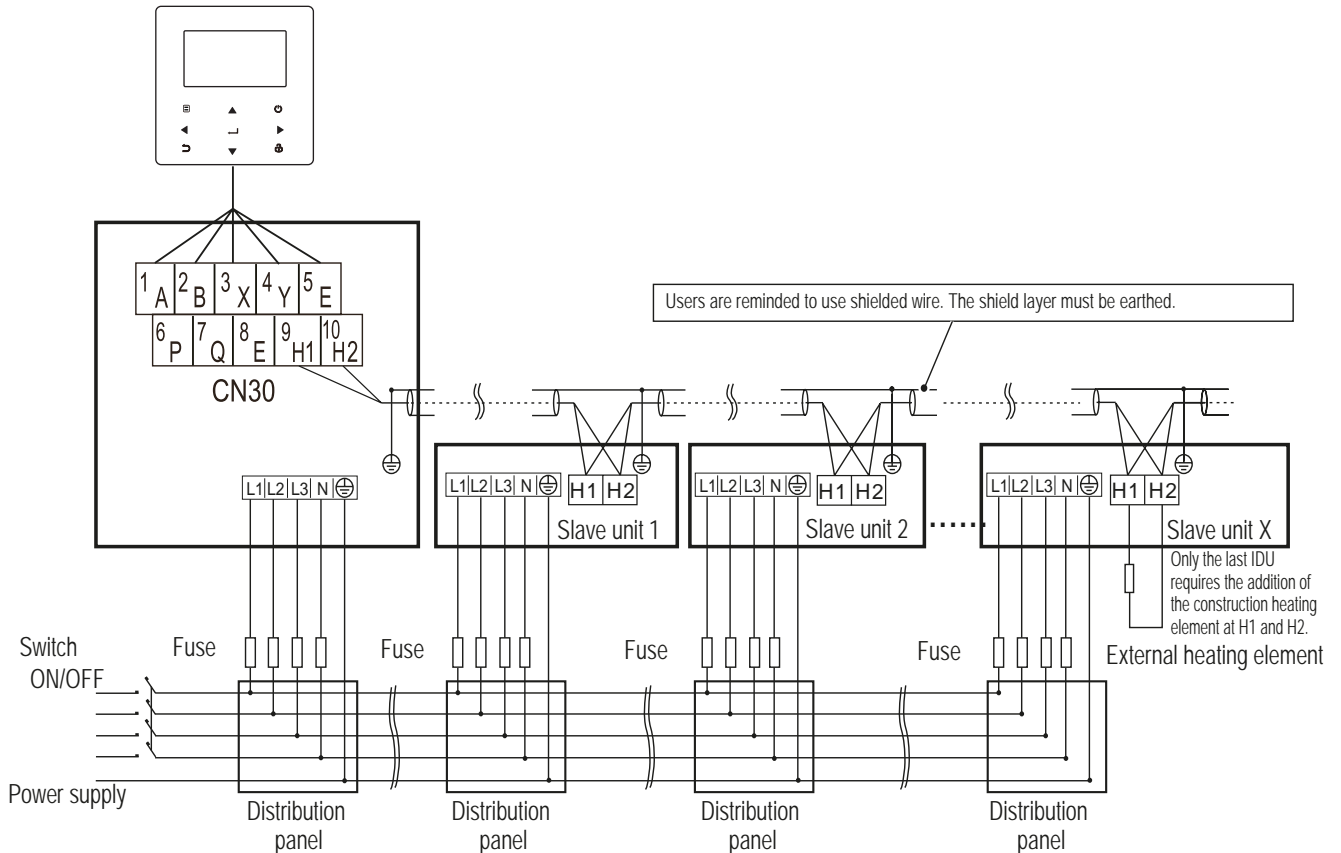 1 A 2 B 3 X 4 Y 5 E
6 P 7 Q 8 E 9 H1 10 H2
CN30
Users are reminded to use shielded wire. The shield layer must be earthed.
L1 L2 L3 N
L1 L2 L3 N
H1 H2
Slave unit 1
L1 L2 L3 N
H1 H2
Slave unit 2
......
L1 L2 L3 N
H1 H2
Slave unit X
Only the last IDU
requires the addition of
the construction heating
element at H1 and H2.
External heating element
Switch
ON/OFF
Fuse
Fuse
Fuse
Fuse
Power supply
Distribution
panel
Distribution
panel
Distribution
panel
Distribution
panel